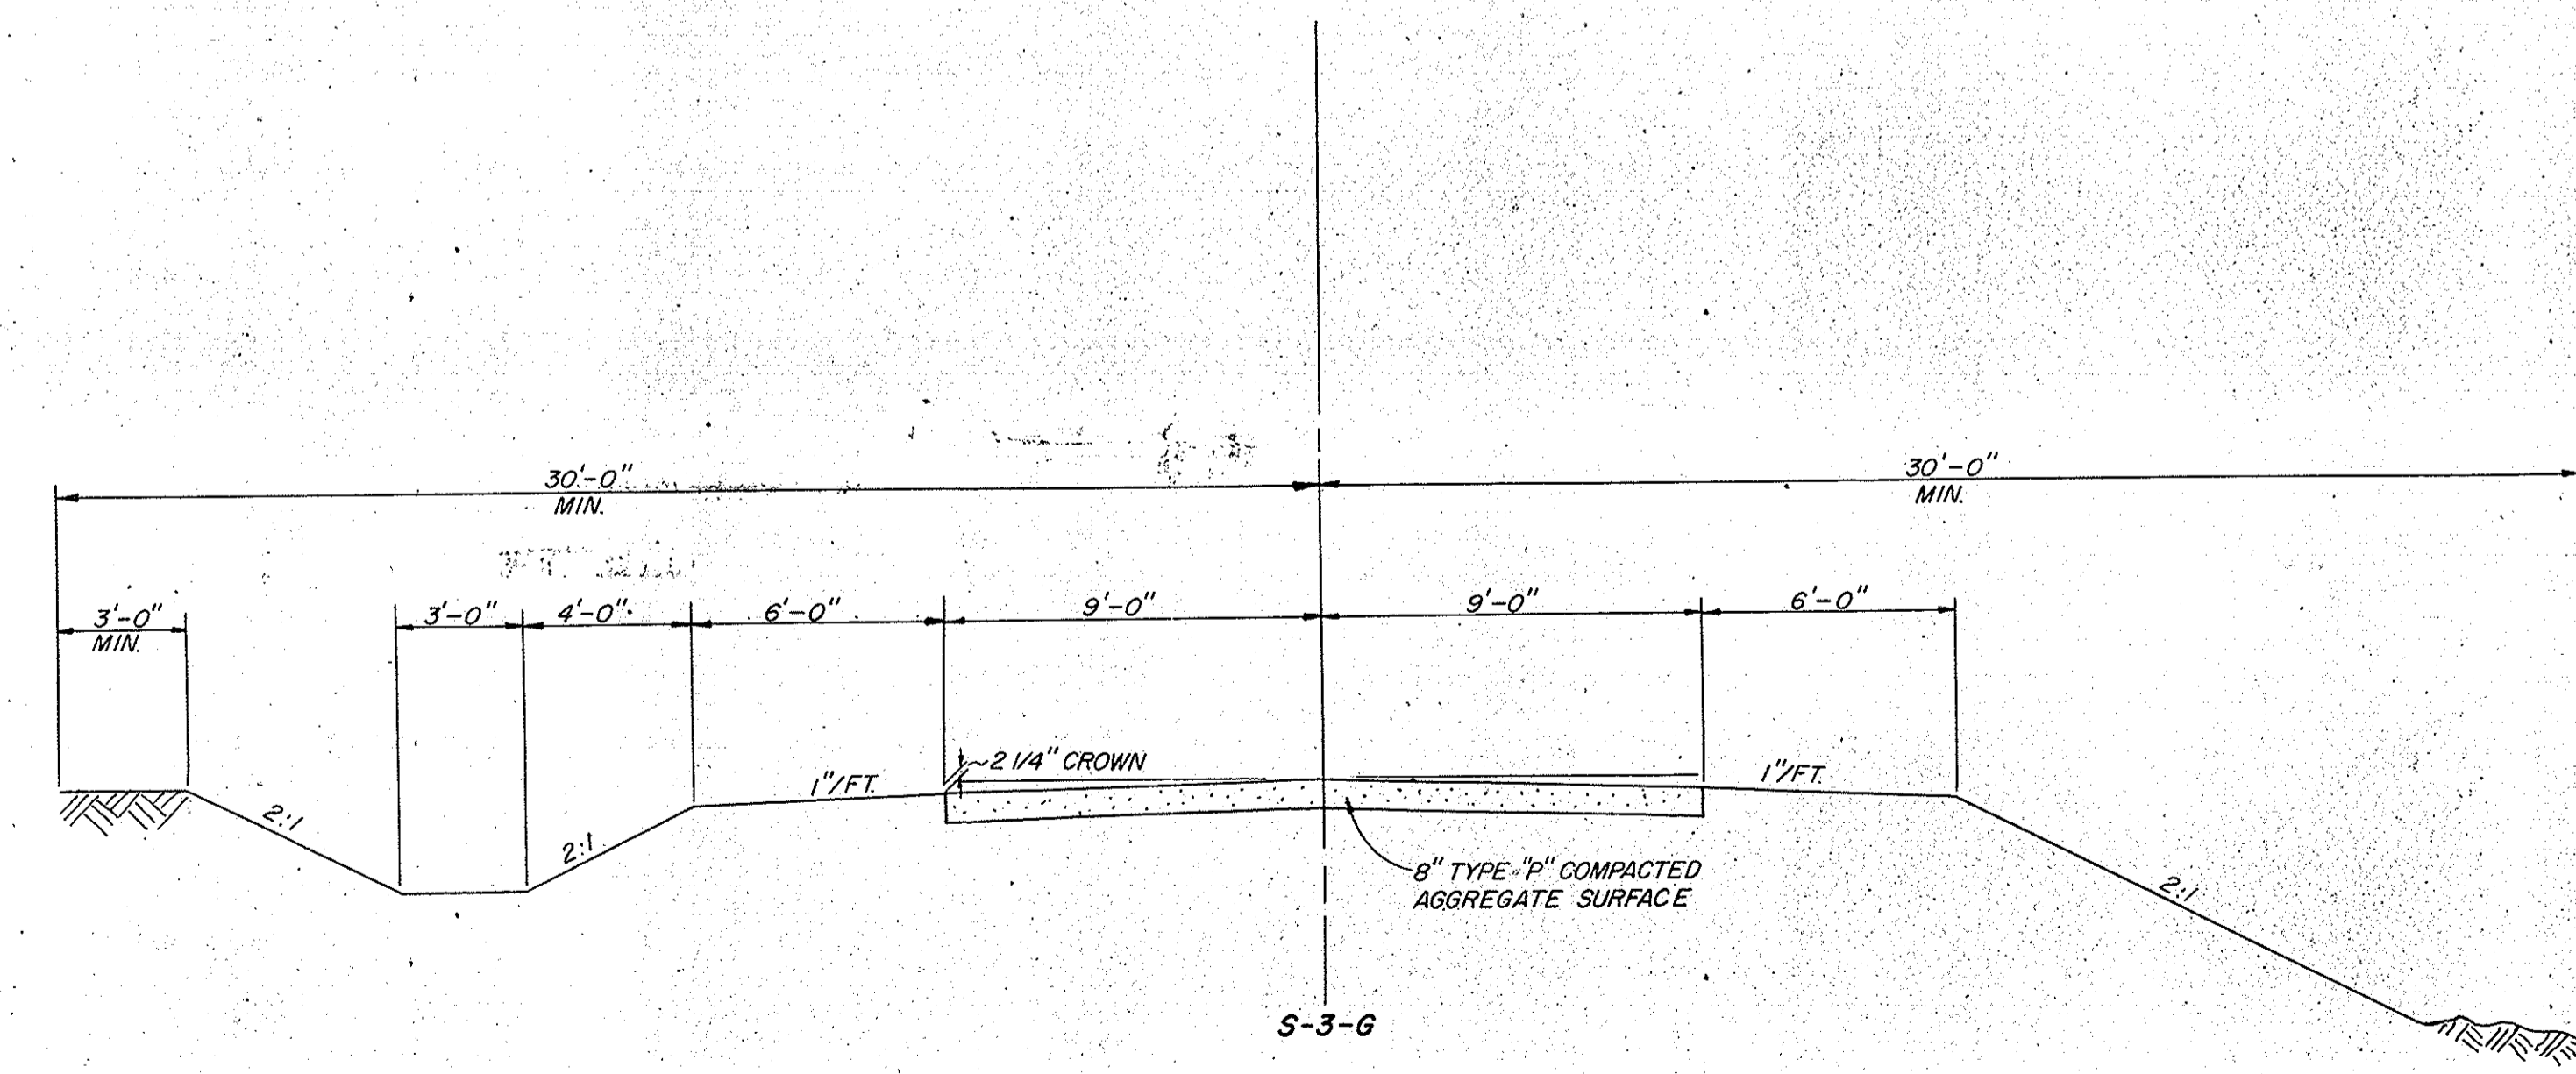 30'-0"
MIN.
30'-0"
MIN.
3'-0"
MIN.
3'-0"
4'-0"
6'-0"
9'-0"
9'-0"
6'-0"
~2 1/4" CROWN
1"/FT.
1"/FT.
2:1
2:1
2:1
8" TYPE "P" COMPACTED
AGGREGATE SURFACE
S-3-G